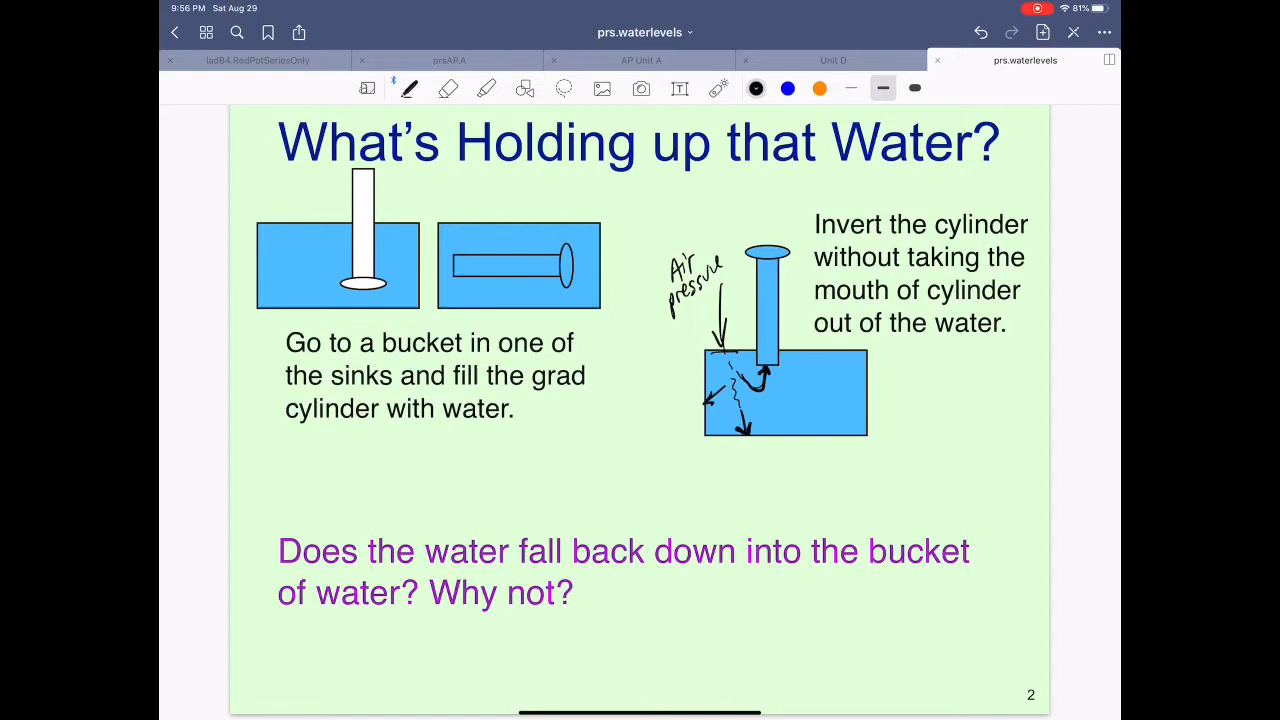 9:56 PM Sat Aug 29
81%
prs.waterlevels
ladB4.RedPotSeriesOnly
prsAP.A
AP Unit A
Unit D
prs.waterlevels
What's Holding up that Water?
Go to a bucket in one of
the sinks and fill the grad
cylinder with water.
Air
pressure
Invert the cylinder
without taking the
mouth of cylinder
out of the water.
Does the water fall back down into the bucket
of water? Why not?
2